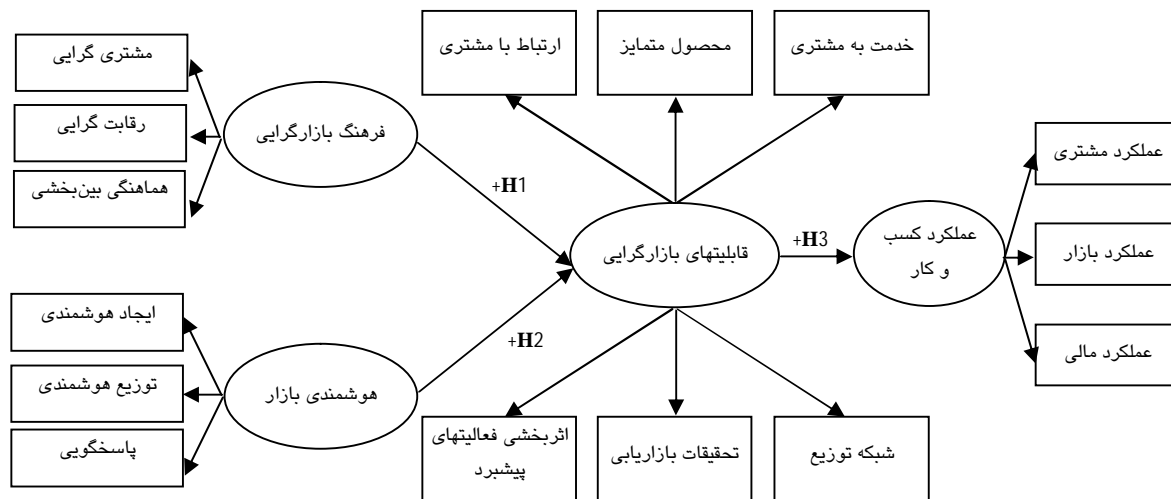 خدمت به مشتری
محصول متمایز
ارتباط با مشتری
مشتری گرایی
رقابت گرایی
هماهنگی بین‌بخشی
فرهنگ بازارگرایی
+H1
عملکرد مشتری
عملکرد بازار
عملکرد مالی
عملکرد کسب
و کار
+H3
قابلیتهای بازارگرایی
+H2
ایجاد هوشمندی
توزیع هوشمندی
پاسخگویی
هوشمندی بازار
شبکه توزیع
تحقیقات بازاریابی
اثربخشی فعالیتهای
پیشبرد